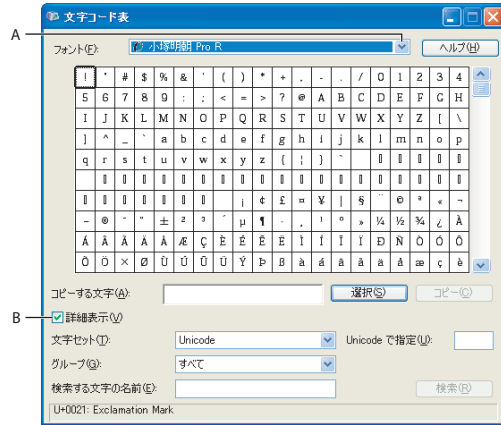 文字コード表
A
フォント(F): 小塚明朝 Pro R ヘルプ(H)
! " # $ % & ' ( ) * + , - . / 0 1 2 3 4
5 6 7 8 9 : ; < = > ? @ A B C D E F G H
I J K L M N O P Q R S T U V W X Y Z [ \
] ^ _ ` a b c d e f g h i j k l m n o p
q r s t u v w x y z { | } ~
¡ ¢ £ ¤ ¥ ¦ § ¨ © ª « ¬
- ® ¯ ° ± ² ³ ´ µ ¶ · ¸ ¹ º » ¼ ½ ¾ ¿ À
Á Â Ã Ä Å Æ Ç È É Ê Ë Ì Í Î Ï Ð Ñ Ò Ó Ô
Õ Ö × Ø Ù Ú Û Ü Ý Þ ß à á â ã ä å æ ç è
コピーする文字(A): 選択(S) コピー(C)
B
詳細表示(V)
文字セット(T): Unicode Unicode で指定(U):
グループ(G): すべて
検索する文字の名前(E): 検索(R)
U+0021: Exclamation Mark